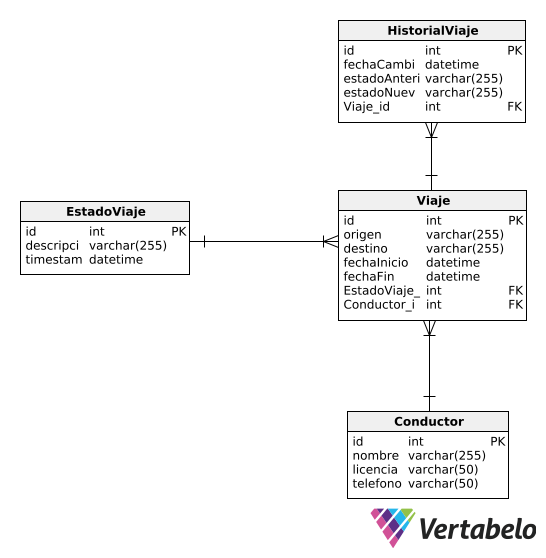 HistorialViaje
id int PK
fechaCambi datetime
estadoAnteri varchar(255)
estadoNuev varchar(255)
Viaje_id int FK
EstadoViaje
id int PK
descripci varchar(255)
timestam datetime
Viaje
id int PK
origen varchar(255)
destino varchar(255)
fechaInicio datetime
fechaFin datetime
EstadoViaje_ int FK
Conductor_i int FK
Conductor
id int PK
nombre varchar(255)
licencia varchar(50)
telefono varchar(50)
Vertabelo